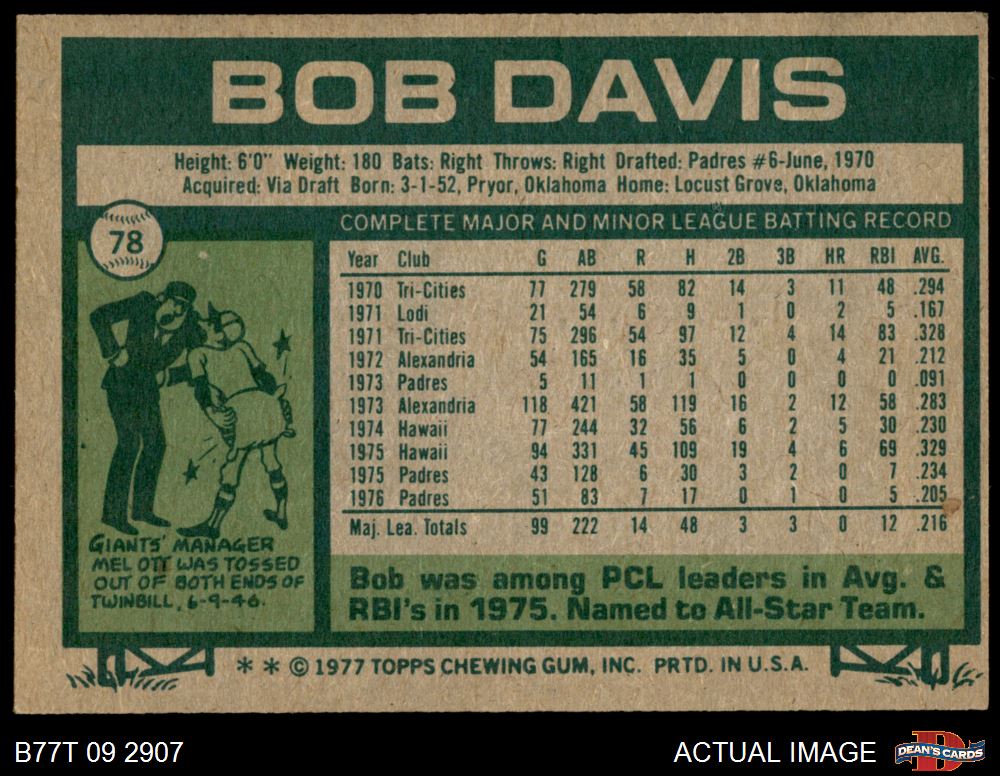 BOB DAVIS
Height: 6'0" Weight: 180 Bats: Right Throws: Right Drafted: Padres #6-June, 1970
Acquired: Via Draft Born: 3-1-52, Pryor, Oklahoma Home: Locust Grove, Oklahoma
78
COMPLETE MAJOR AND MINOR LEAGUE BATTING RECORD
Year Club G AB R H 2B 3B HR RBI AVG.
1970 Tri-Cities 77 279 58 82 14 3 11 48 .294
1971 Lodi 21 54 6 9 1 0 2 5 .167
1971 Tri-Cities 75 296 54 97 12 4 14 83 .328
1972 Alexandria 54 165 16 35 5 0 4 21 .212
1973 Padres 5 11 1 1 0 0 0 0 .091
1973 Alexandria 118 421 58 119 16 2 12 58 .283
1974 Hawaii 77 244 32 56 6 2 5 30 .230
1975 Hawaii 94 331 45 109 19 4 6 69 .329
1975 Padres 43 128 6 30 3 2 0 7 .234
1976 Padres 51 83 7 17 0 1 0 5 .205
Maj. Lea. Totals 99 222 14 48 3 3 0 12 .216
GIANTS' MANAGER
MEL OTT WAS TOSSED
OUT OF BOTH ENDS OF
TWINBILL, 6-9-46.
Bob was among PCL leaders in Avg. &
RBI's in 1975. Named to All-Star Team.
* * © 1977 TOPPS CHEWING GUM, INC. PRTD. IN U.S.A.
B77T 09 2907
ACTUAL IMAGE
DEAN'S CARDS